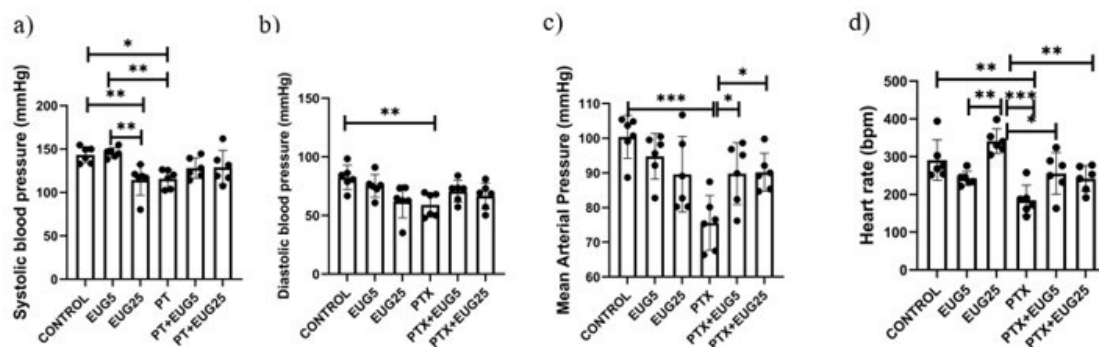 a)
*
**
**
**
Systolic blood pressure (mmHg)
200
150
100
50
0
CONTROL
EUG5
EUG25
PT
PT+EUG5
PT+EUG25
b)
**
Diastolic blood pressure (mmHg)
150
100
50
0
CONTROL
EUG5
EUG25
PTX
PTX+EUG5
PTX+EUG25
c)
*
***
*
Mean Arterial Pressure (mmHg)
110
100
90
80
70
60
CONTROL
EUG5
EUG25
PTX
PTX+EUG5
PTX+EUG25
d)
**
**
**
***
*
Heart rate (bpm)
500
400
300
200
100
0
CONTROL
EUG5
EUG25
PTX
PTX+EUG5
PTX+EUG25